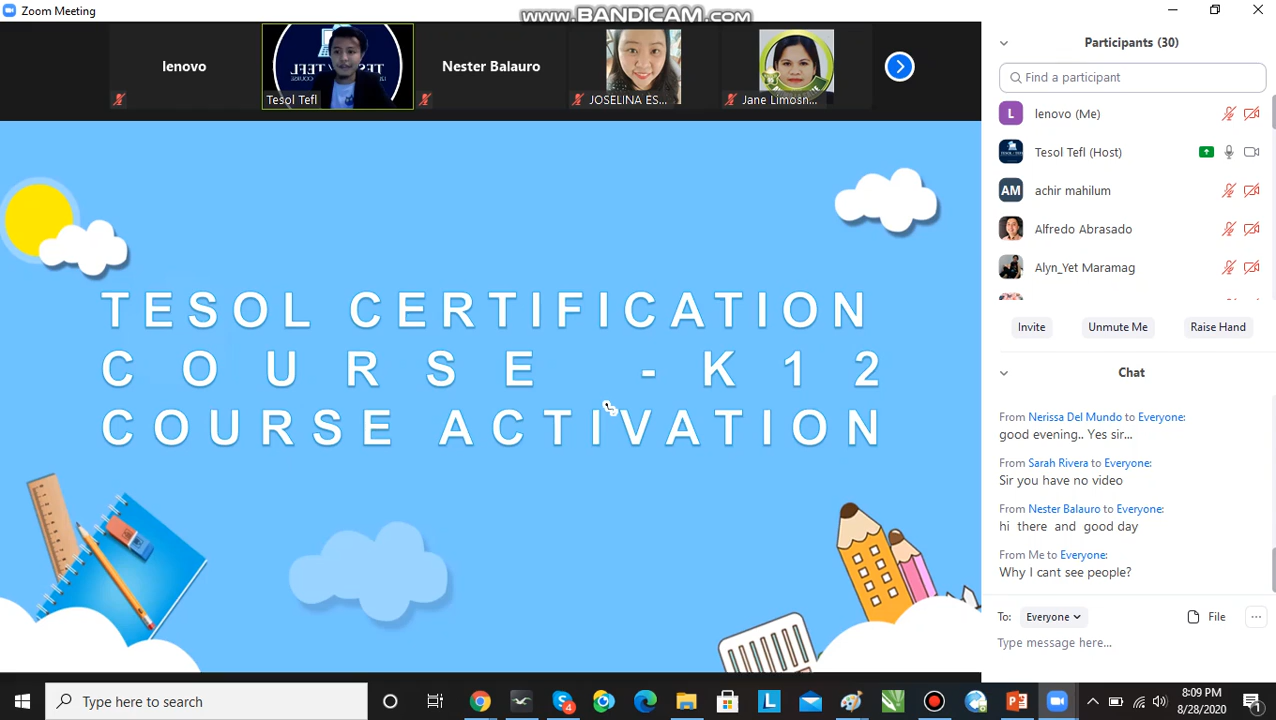 Zoom Meeting
www.BANDICAM.com
lenovo
Tesol Tefl
Nester Balauro
JOSELINA ES...
Jane Limosn...
TESOL CERTIFICATION
COURSE -K12
COURSE ACTIVATION
Participants (30)
Find a participant
L
lenovo (Me)
Tesol Tefl (Host)
AM
achir mahilum
Alfredo Abrasado
Alyn_Yet Maramag
Invite
Unmute Me
Raise Hand
Chat
From Nerissa Del Mundo to Everyone:
good evening.. Yes sir...
From Sarah Rivera to Everyone:
Sir you have no video
From Nester Balauro to Everyone:
hi there and good day
From Me to Everyone:
Why I cant see people?
To: Everyone
File
...
Type message here...
Type here to search
4
L
8:09 PM
8/28/2020
1